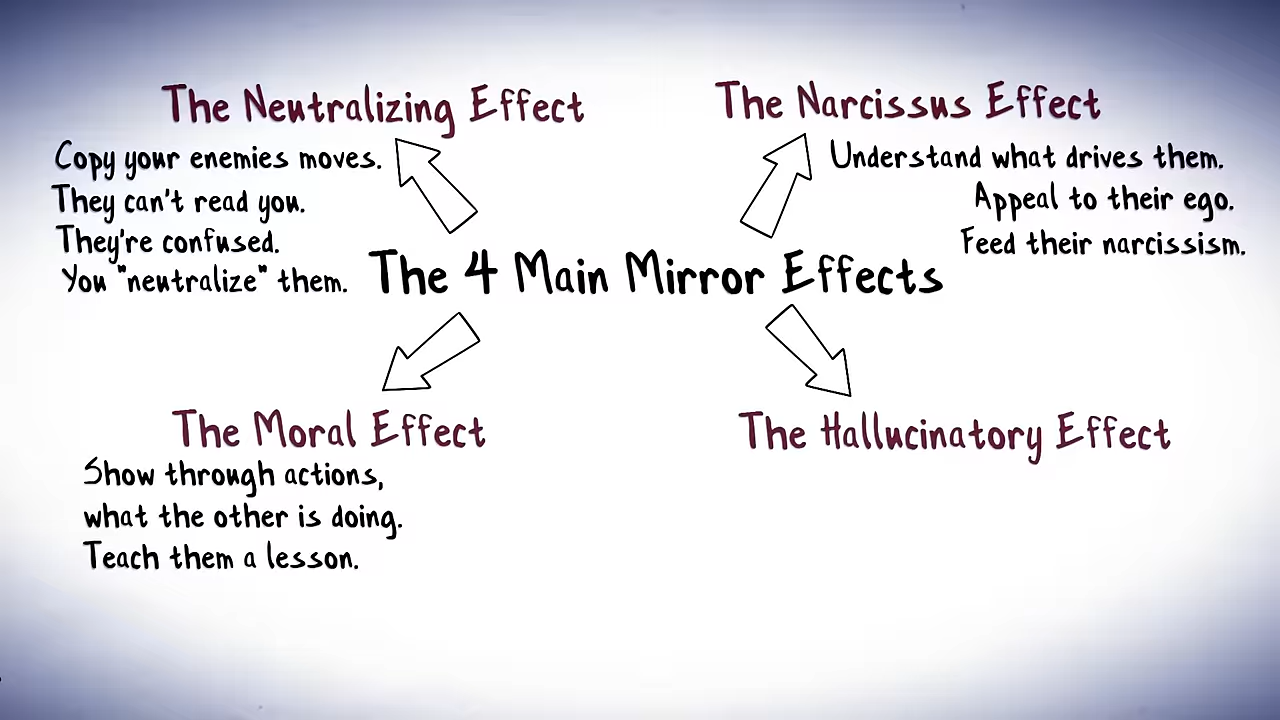 The Neutralizing Effect
Copy your enemies moves.
They can't read you.
They're confused.
You "neutralize" them.
The Narcissus Effect
Understand what drives them.
Appeal to their ego.
Feed their narcissism.
The 4 Main Mirror Effects
The Moral Effect
Show through actions,
what the other is doing.
Teach them a lesson.
The Hallucinatory Effect